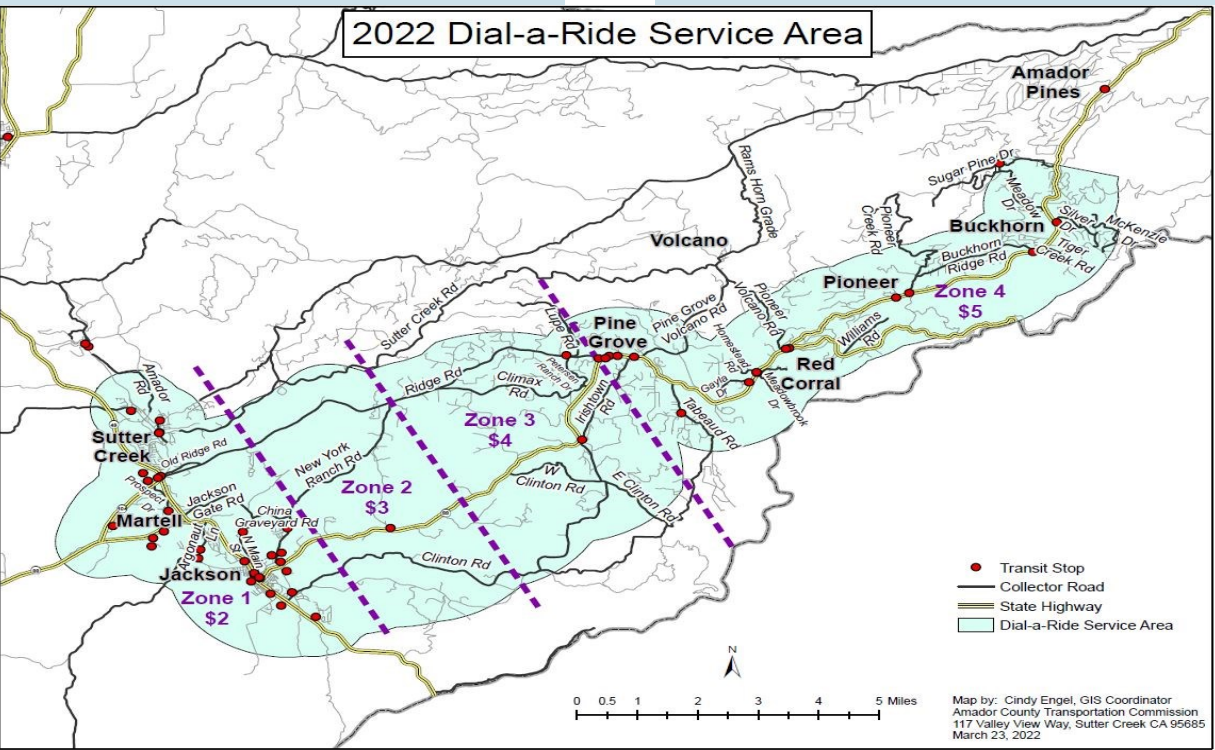 2022 Dial-a-Ride Service Area
Amador
Pines
Sugar Pine Dr
Rams Horn Grade
Meadow
Dr
Pioneer
Creek Rd
Silver
Dr
McKenzie
Dr
Buckhorn
Volcano
Tiger
Creek Rd
Buckhorn
Ridge Rd
Pioneer
Zone 4
$5
Sutter Creek Rd
Pioneer
Volcano Rd
Pine Grove
Volcano Rd
Lupe Rd
Pine
Grove
Williams
Rd
Homestead
Rd
Petersen
Ranch Dr
Red
Corral
Amador
Rd
Ridge Rd
Climax
Rd
Gayla
Dr
Meadowbrook
Dr
Irishtown
Rd
Tabeaud Rd
Zone 3
$4
Sutter
Creek
Old Ridge Rd
New York
Ranch Rd
W
Clinton Rd
E Clinton Rd
Zone 2
$3
Prospect
Dr
Jackson
Gate Rd
China
Graveyard Rd
Martell
Argonaut
Ln
N Main
St
Clinton Rd
Jackson
Zone 1
$2
Transit Stop
Collector Road
State Highway
Dial-a-Ride Service Area
N
0 0.5 1 2 3 4 5 Miles
Map by: Cindy Engel, GIS Coordinator
Amador County Transportation Commission
117 Valley View Way, Sutter Creek CA 95685
March 23, 2022